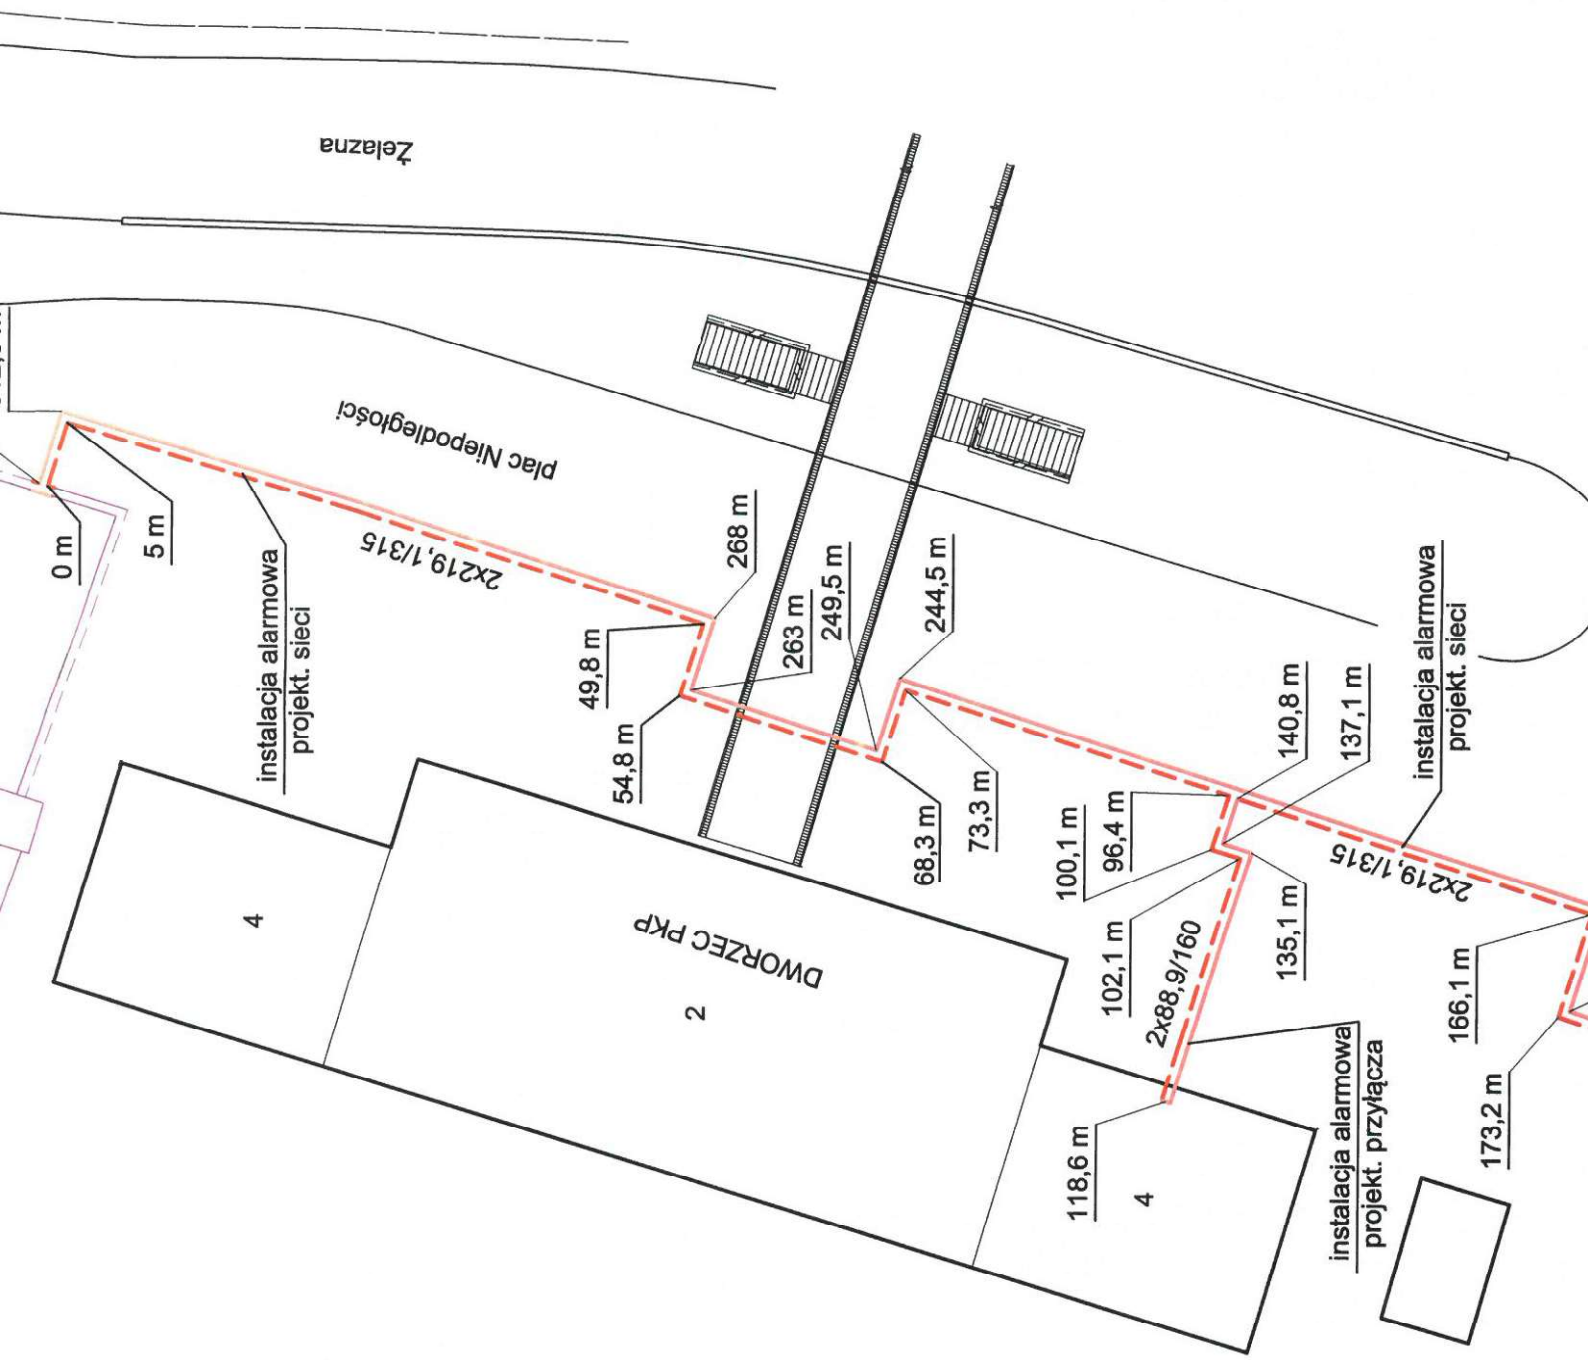 Żelazna
plac Niepodległości
0 m
5 m
instalacja alarmowa
projekt. sieci
2x219,1/315
268 m
49,8 m
263 m
249,5 m
54,8 m
244,5 m
68,3 m
73,3 m
4
DWORZEC PKP
2
140,8 m
137,1 m
instalacja alarmowa
projekt. sieci
100,1 m
96,4 m
2x219,1/315
102,1 m
135,1 m
2x88,9/160
166,1 m
118,6 m
4
instalacja alarmowa
projekt. przyłącza
173,2 m